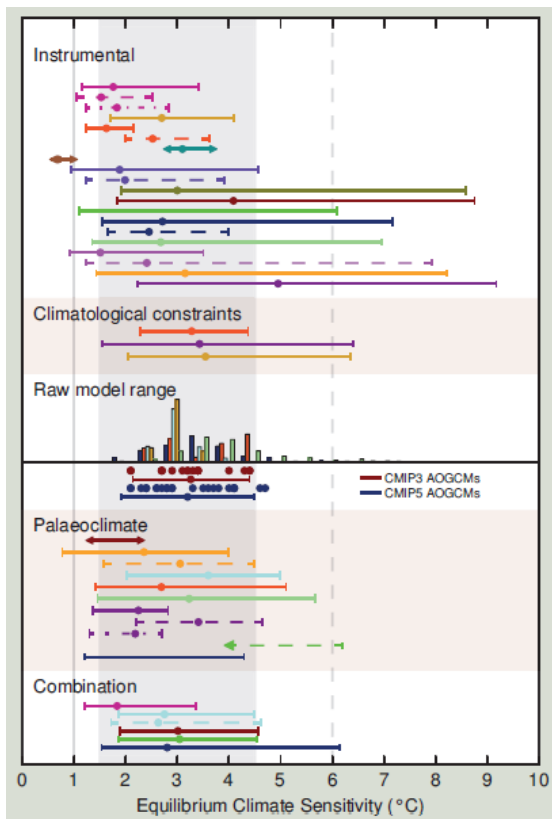 Instrumental
Climatological constraints
Raw model range
CMIP3 AOGCMs
CMIP5 AOGCMs
Palaeoclimate
Combination
0 1 2 3 4 5 6 7 8 9 10
Equilibrium Climate Sensitivity (°C)